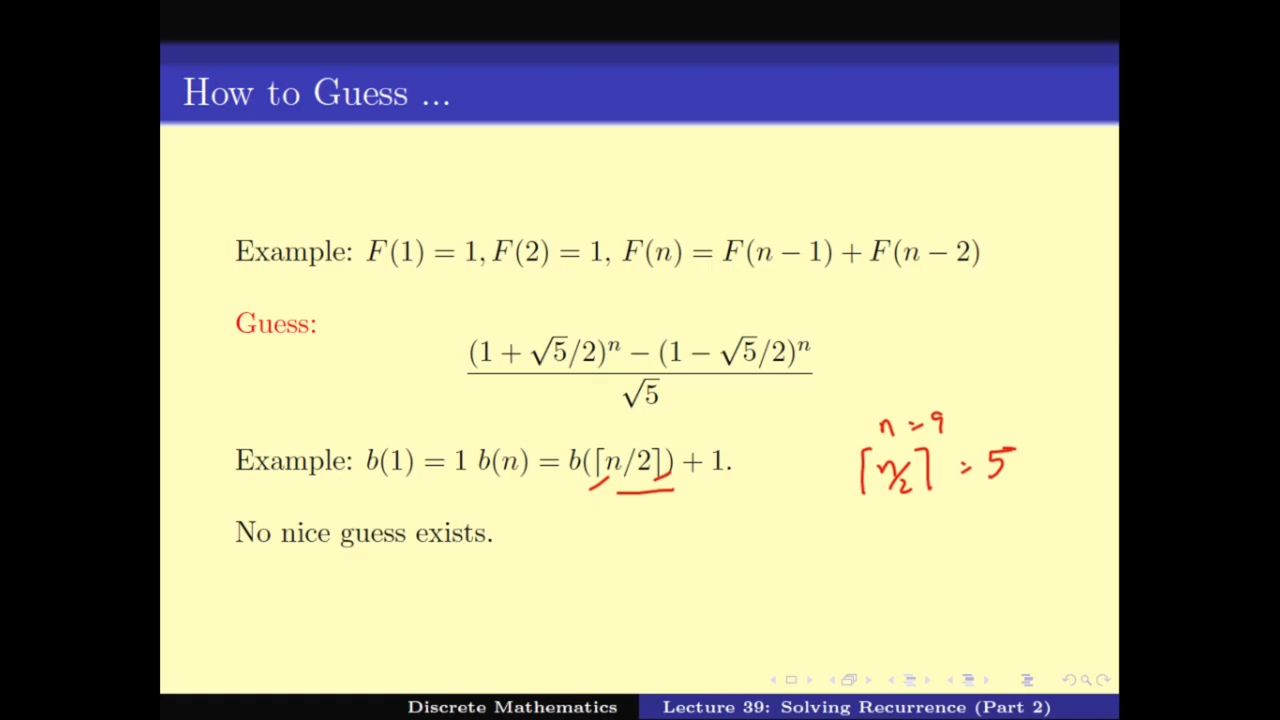 How to Guess ...
Example: F(1) = 1, F(2) = 1, F(n) = F(n − 1) + F(n − 2)
Guess:
(1 + √5/2)ⁿ − (1 − √5/2)ⁿ
√5
n = 9
Example: b(1) = 1 b(n) = b(⌈n/2⌉) + 1.
⌈n/2⌉ = 5
No nice guess exists.
Discrete Mathematics
Lecture 39: Solving Recurrence (Part 2)